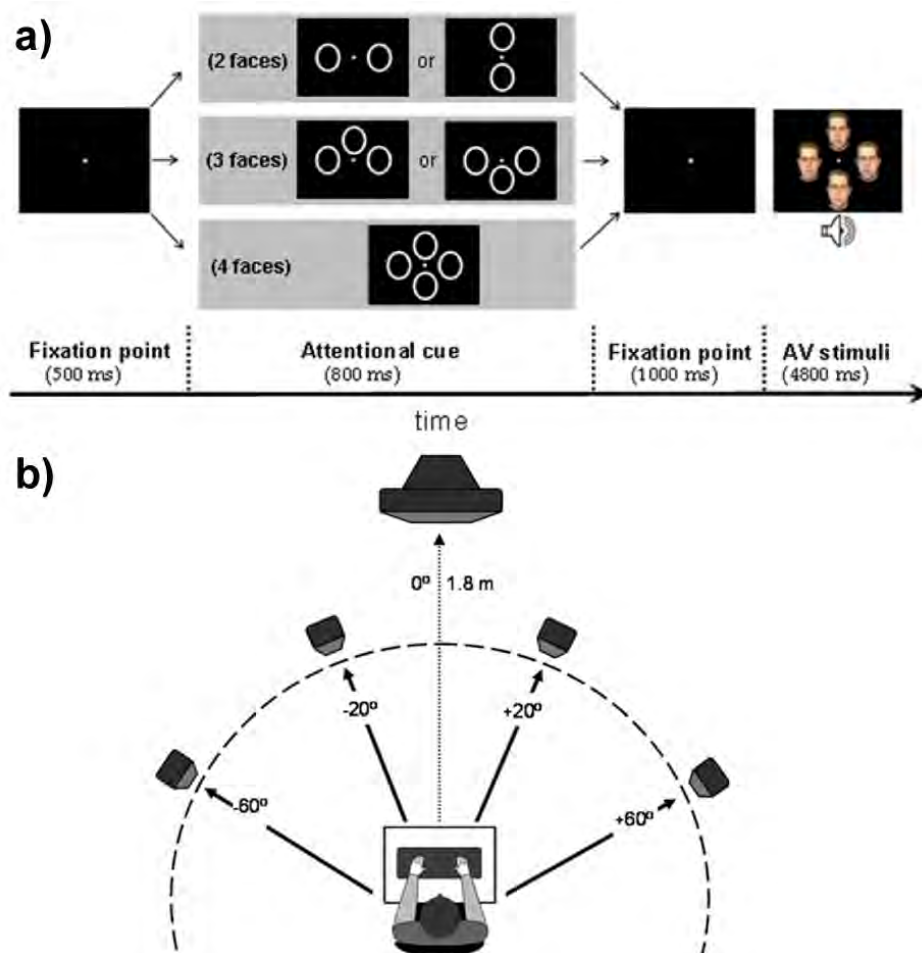 a)
(2 faces)
or
(3 faces)
or
(4 faces)
Fixation point
(500 ms)
Attentional cue
(800 ms)
Fixation point
(1000 ms)
AV stimuli
(4800 ms)
time
b)
0º 1.8 m
-20º
+20º
-60º
+60º